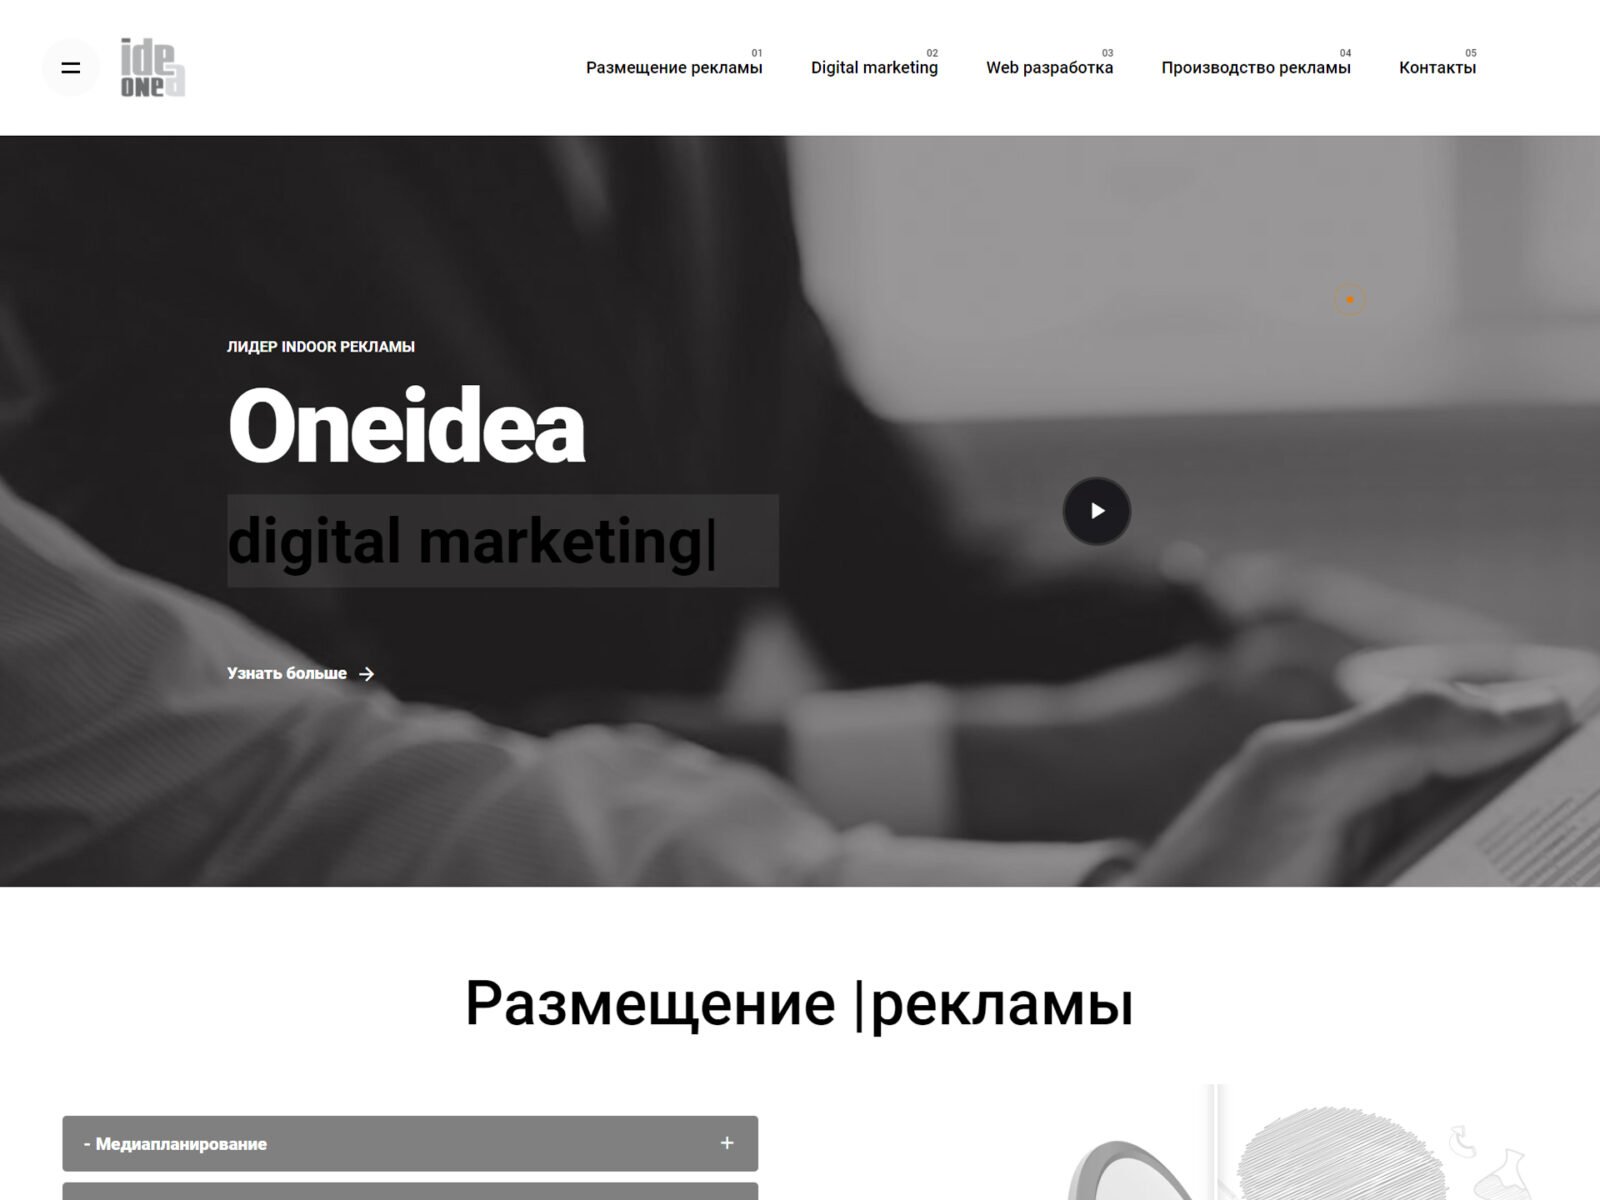 ide
one a
01
Размещение рекламы
02
Digital marketing
03
Web разработка
04
Производство рекламы
05
Контакты
ЛИДЕР INDOOR РЕКЛАМЫ
Oneidea
digital marketing|
Узнать больше →
Размещение |рекламы
- Медиапланирование +